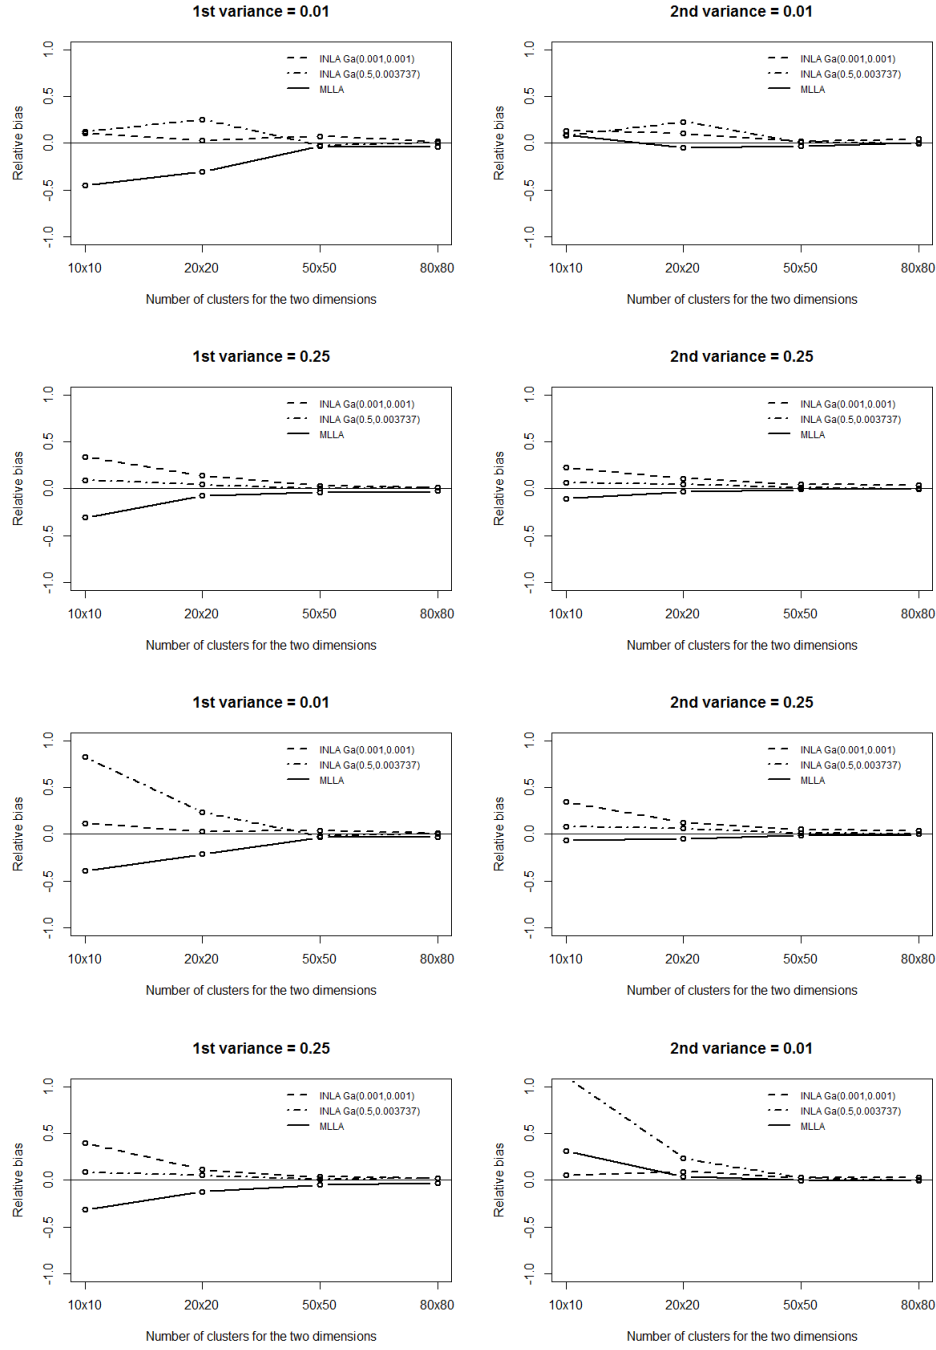 1st variance = 0.01
1.0
0.5
0.0
-0.5
-1.0
Relative bias
INLA Ga(0.001,0.001)
INLA Ga(0.5,0.003737)
MLLA
10x10 20x20 50x50 80x80
Number of clusters for the two dimensions
2nd variance = 0.01
1.0
0.5
0.0
-0.5
-1.0
Relative bias
INLA Ga(0.001,0.001)
INLA Ga(0.5,0.003737)
MLLA
10x10 20x20 50x50 80x80
Number of clusters for the two dimensions
1st variance = 0.25
1.0
0.5
0.0
-0.5
-1.0
Relative bias
INLA Ga(0.001,0.001)
INLA Ga(0.5,0.003737)
MLLA
10x10 20x20 50x50 80x80
Number of clusters for the two dimensions
2nd variance = 0.25
1.0
0.5
0.0
-0.5
-1.0
Relative bias
INLA Ga(0.001,0.001)
INLA Ga(0.5,0.003737)
MLLA
10x10 20x20 50x50 80x80
Number of clusters for the two dimensions
1st variance = 0.01
1.0
0.5
0.0
-0.5
-1.0
Relative bias
INLA Ga(0.001,0.001)
INLA Ga(0.5,0.003737)
MLLA
10x10 20x20 50x50 80x80
Number of clusters for the two dimensions
2nd variance = 0.25
1.0
0.5
0.0
-0.5
-1.0
Relative bias
INLA Ga(0.001,0.001)
INLA Ga(0.5,0.003737)
MLLA
10x10 20x20 50x50 80x80
Number of clusters for the two dimensions
1st variance = 0.25
1.0
0.5
0.0
-0.5
-1.0
Relative bias
INLA Ga(0.001,0.001)
INLA Ga(0.5,0.003737)
MLLA
10x10 20x20 50x50 80x80
Number of clusters for the two dimensions
2nd variance = 0.01
1.0
0.5
0.0
-0.5
-1.0
Relative bias
INLA Ga(0.001,0.001)
INLA Ga(0.5,0.003737)
MLLA
10x10 20x20 50x50 80x80
Number of clusters for the two dimensions